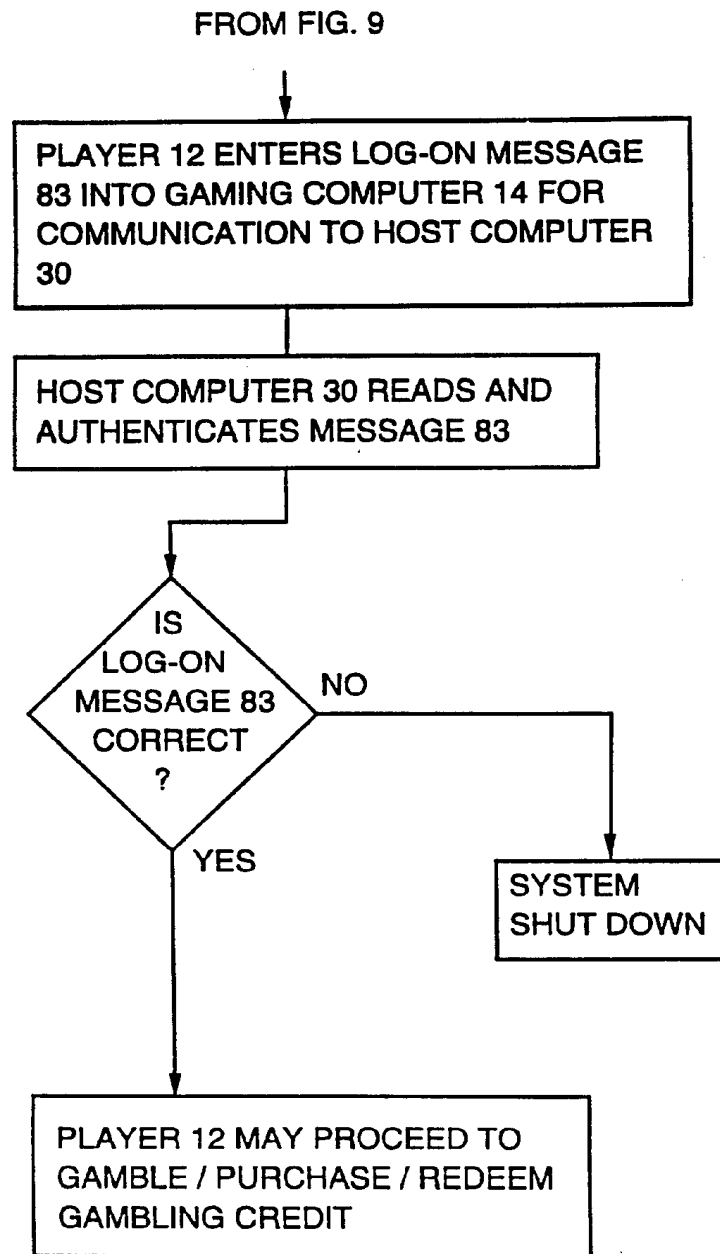 FROM FIG. 9
PLAYER 12 ENTERS LOG-ON MESSAGE
83 INTO GAMING COMPUTER 14 FOR
COMMUNICATION TO HOST COMPUTER
30
HOST COMPUTER 30 READS AND
AUTHENTICATES MESSAGE 83
IS
LOG-ON
MESSAGE 83
CORRECT
?
NO
YES
SYSTEM
SHUT DOWN
PLAYER 12 MAY PROCEED TO
GAMBLE / PURCHASE / REDEEM
GAMBLING CREDIT